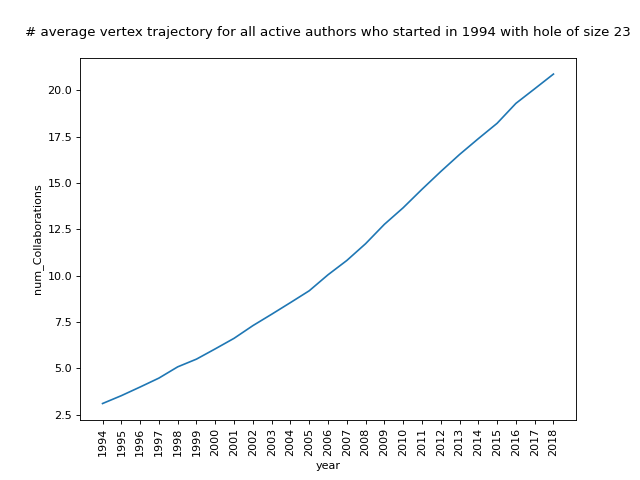 # average vertex trajectory for all active authors who started in 1994 with hole of size 23
20.0
17.5
15.0
12.5
10.0
7.5
5.0
2.5
num_Collaborations
1994 1995 1996 1997 1998 1999 2000 2001 2002 2003 2004 2005 2006 2007 2008 2009 2010 2011 2012 2013 2014 2015 2016 2017 2018
year